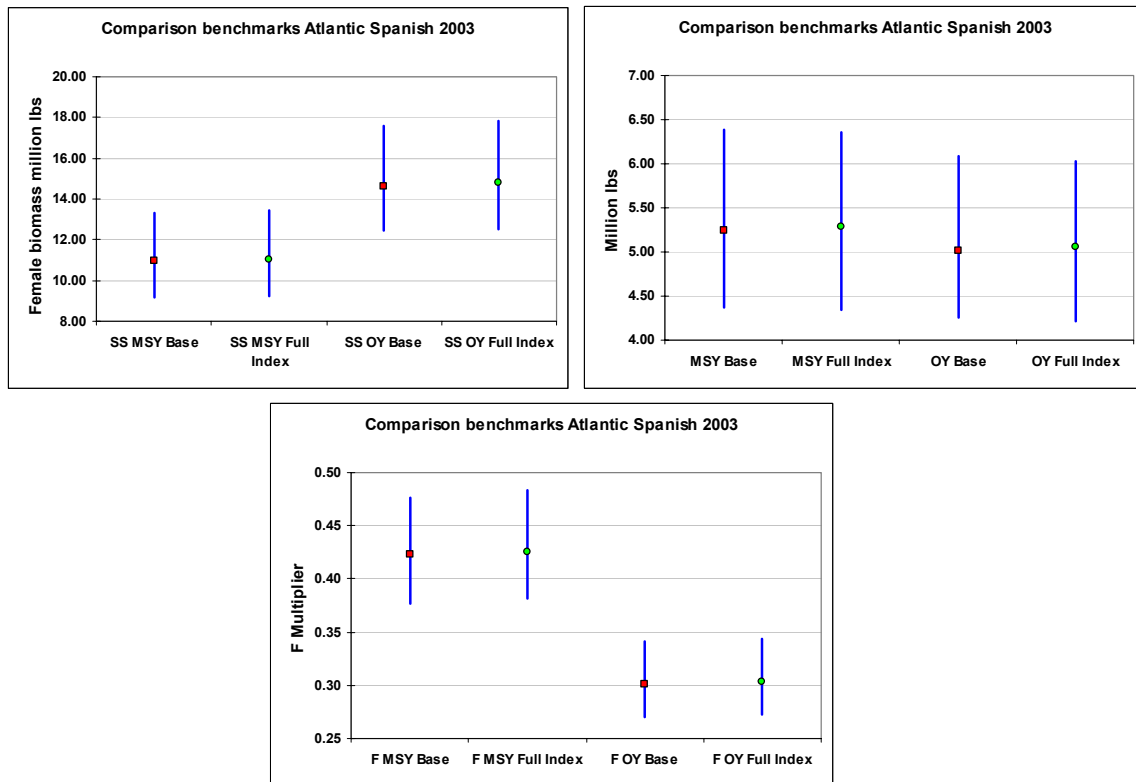 Comparison benchmarks Atlantic Spanish 2003
Female biomass million lbs
20.00
18.00
16.00
14.00
12.00
10.00
8.00
SS MSY Base
SS MSY Full
Index
SS OY Base
SS OY Full Index
Comparison benchmarks Atlantic Spanish 2003
Million lbs
7.00
6.50
6.00
5.50
5.00
4.50
4.00
MSY Base
MSY Full Index
OY Base
OY Full Index
Comparison benchmarks Atlantic Spanish 2003
F Multiplier
0.50
0.45
0.40
0.35
0.30
0.25
F MSY Base
F MSY Full Index
F OY Base
F OY Full Index